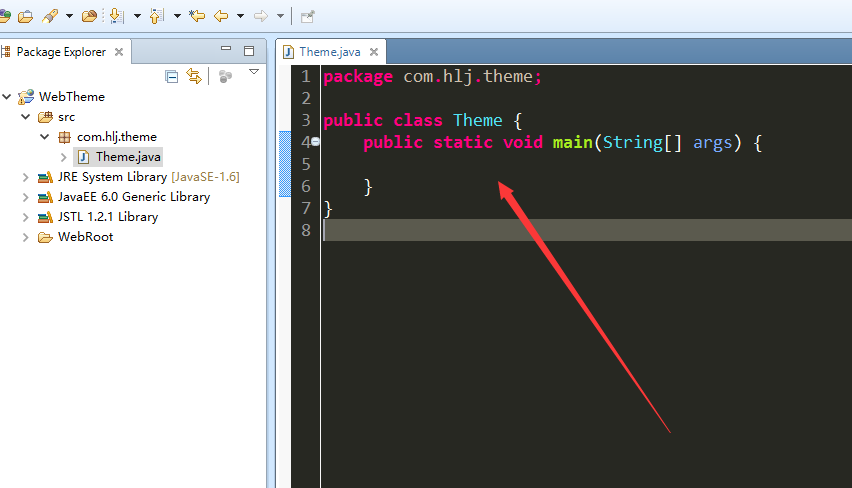 Package Explorer
WebTheme
src
com.hlj.theme
Theme.java
JRE System Library [JavaSE-1.6]
JavaEE 6.0 Generic Library
JSTL 1.2.1 Library
WebRoot
Theme.java
1 package com.hlj.theme;
2
3 public class Theme {
4 public static void main(String[] args) {
5
6 }
7 }
8